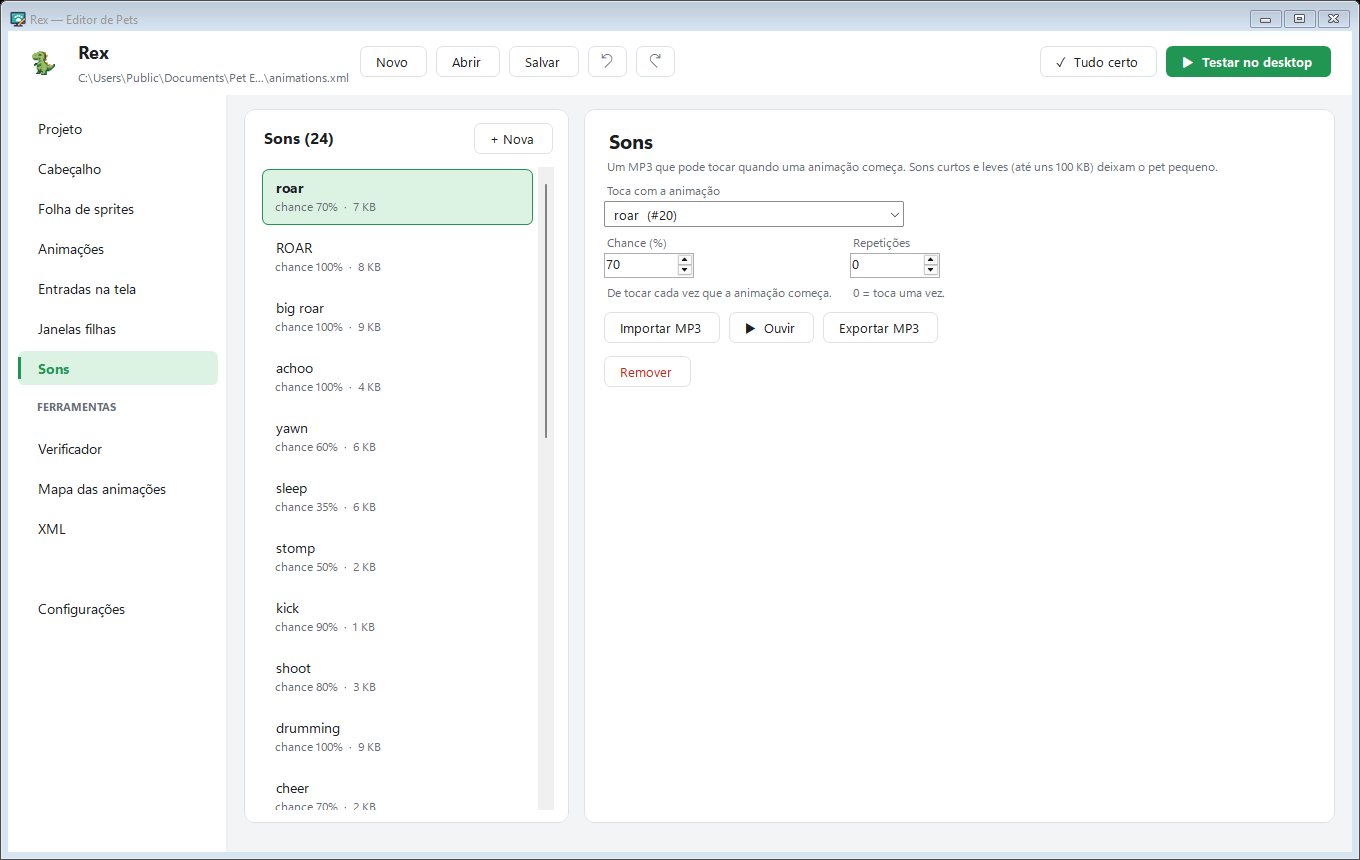 Rex — Editor de Pets
Rex
C:\Users\Public\Documents\Pet E...\animations.xml
Novo
Abrir
Salvar
✓ Tudo certo
▶ Testar no desktop
Projeto
Cabeçalho
Folha de sprites
Animações
Entradas na tela
Janelas filhas
Sons
FERRAMENTAS
Verificador
Mapa das animações
XML
Configurações
Sons (24)
+ Nova
roar
chance 70% · 7 KB
ROAR
chance 100% · 8 KB
big roar
chance 100% · 9 KB
achoo
chance 100% · 4 KB
yawn
chance 60% · 6 KB
sleep
chance 35% · 6 KB
stomp
chance 50% · 2 KB
kick
chance 90% · 1 KB
shoot
chance 80% · 3 KB
drumming
chance 100% · 9 KB
cheer
chance 70% · 2 KB
Sons
Um MP3 que pode tocar quando uma animação começa. Sons curtos e leves (até uns 100 KB) deixam o pet pequeno.
Toca com a animação
roar (#20)
Chance (%)
Repetições
70
0
De tocar cada vez que a animação começa.
0 = toca uma vez.
Importar MP3
▶ Ouvir
Exportar MP3
Remover